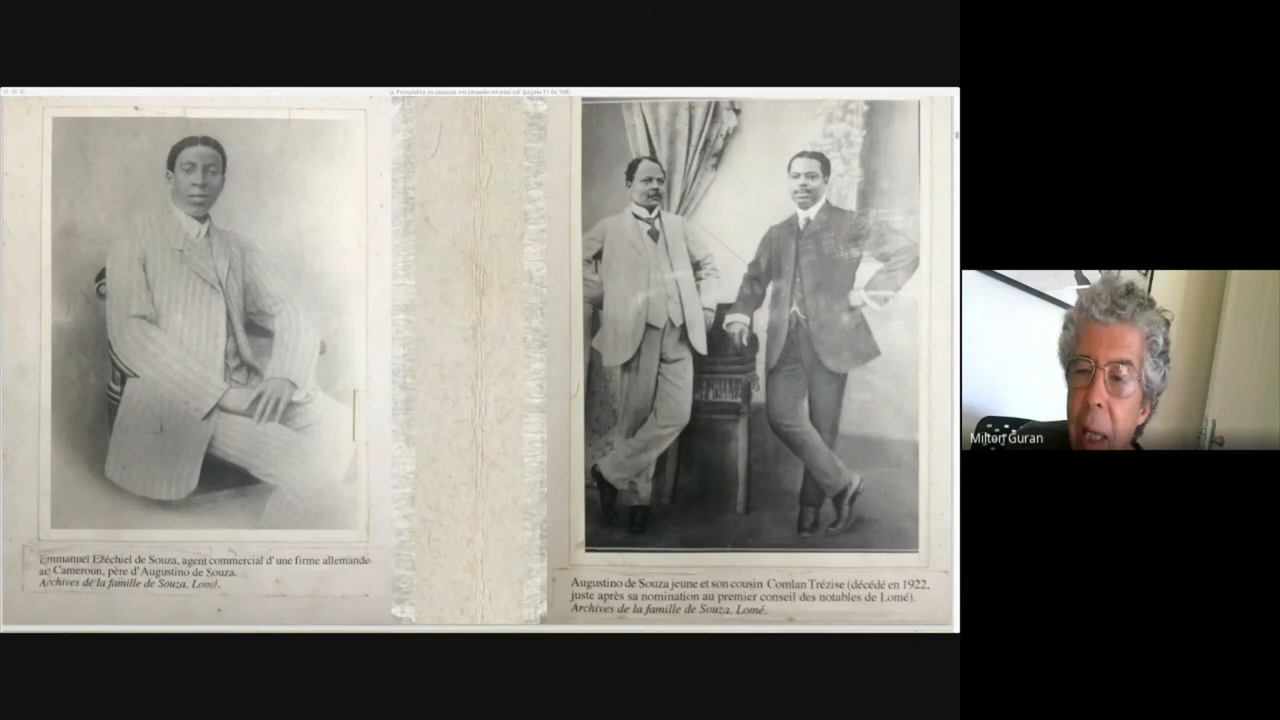 Emmanuel Ezéchiel de Souza, agent commercial d'une firme allemande
au Cameroun, père d'Augustino de Souza.
Archives de la famille de Souza, Lomé.
Augustino de Souza jeune et son cousin Comlan Trézise (décédé en 1922,
juste après sa nomination au premier conseil des notables de Lomé).
Archives de la famille de Souza, Lomé.
Milton Guran